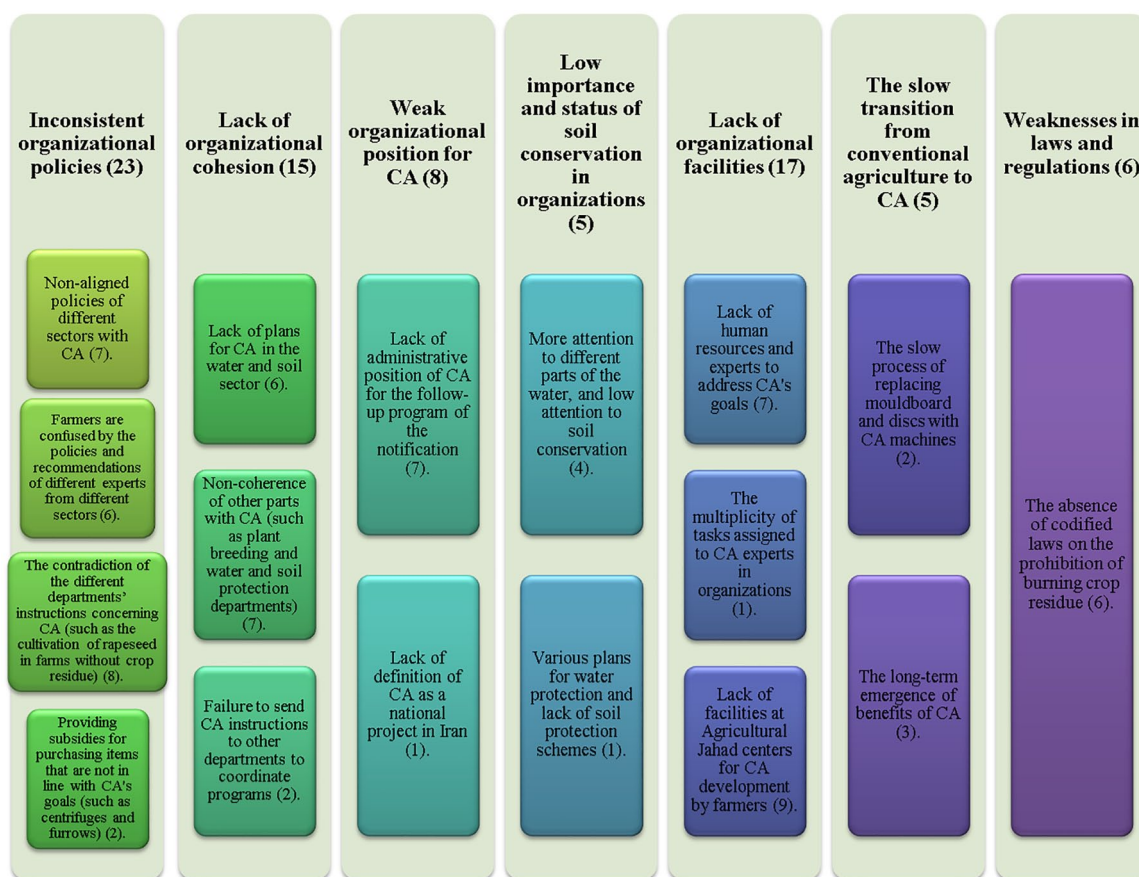 Inconsistent
organizational
policies (23)
Non-aligned
policies of
different
sectors with
CA (7).
Farmers are
confused by the
policies and
recommendations
of different experts
from different
sectors (6).
The contradiction of
the different
departments’
instructions concerning
CA (such as the
cultivation of rapeseed
in farms without crop
residue) (8).
Providing
subsidies for
purchasing items
that are not in
line with CA's
goals (such as
centrifuges and
furrows) (2).
Lack of
organizational
cohesion (15)
Lack of plans
for CA in the
water and soil
sector (6).
Non-coherence
of other parts
with CA (such
as plant
breeding and
water and soil
protection
departments)
(7).
Failure to send
CA instructions
to other
departments to
coordinate
programs (2).
Weak
organizational
position for
CA (8)
Lack of
administrative
position of CA
for the follow-
up program of
the
notification
(7).
Lack of
definition of
CA as a
national
project in Iran
(1).
Low
importance
and status of
soil
conservation
in
organizations
(5)
More attention
to different
parts of the
water, and low
attention to
soil
conservation
(4).
Various plans
for water
protection and
lack of soil
protection
schemes (1).
Lack of
organizational
facilities (17)
Lack of
human
resources and
experts to
address CA's
goals (7).
The
multiplicity of
tasks assigned
to CA experts
in
organizations
(1).
Lack of
facilities at
Agricultural
Jahad centers
for CA
development
by farmers (9).
The slow
transition
from
conventional
agriculture to
CA (5)
The slow
process of
replacing
mouldboard
and discs with
CA machines
(2).
The long-term
emergence of
benefits of CA
(3).
Weaknesses in
laws and
regulations (6)
The absence
of codified
laws on the
prohibition of
burning crop
residue (6).